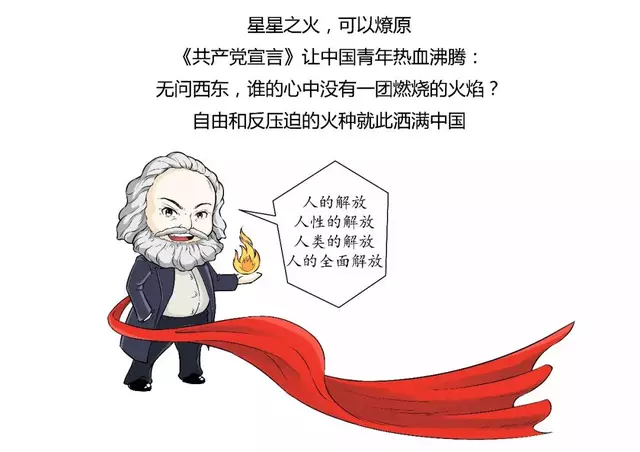 星星之火，可以燎原
《共产党宣言》让中国青年热血沸腾：
无问西东，谁的心中没有一团燃烧的火焰？
自由和反压迫的火种就此洒满中国
人的解放
人性的解放
人类的解放
人的全面解放